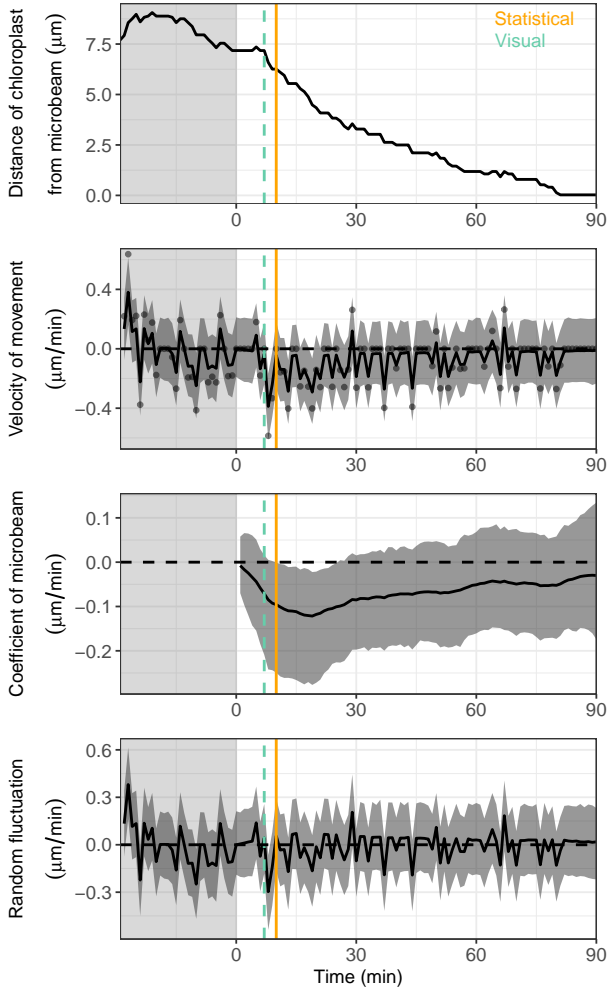 Distance of chloroplast
from microbeam (μm)
Statistical
Visual
7.5
5.0
2.5
0.0
0 30 60 90
Velocity of movement
(μm/min)
0.4
0.0
−0.4
0 30 60 90
Coefficient of microbeam
(μm/min)
0.1
0.0
−0.1
−0.2
0 30 60 90
Random fluctuation
(μm/min)
0.6
0.3
0.0
−0.3
0 30 60 90
Time (min)